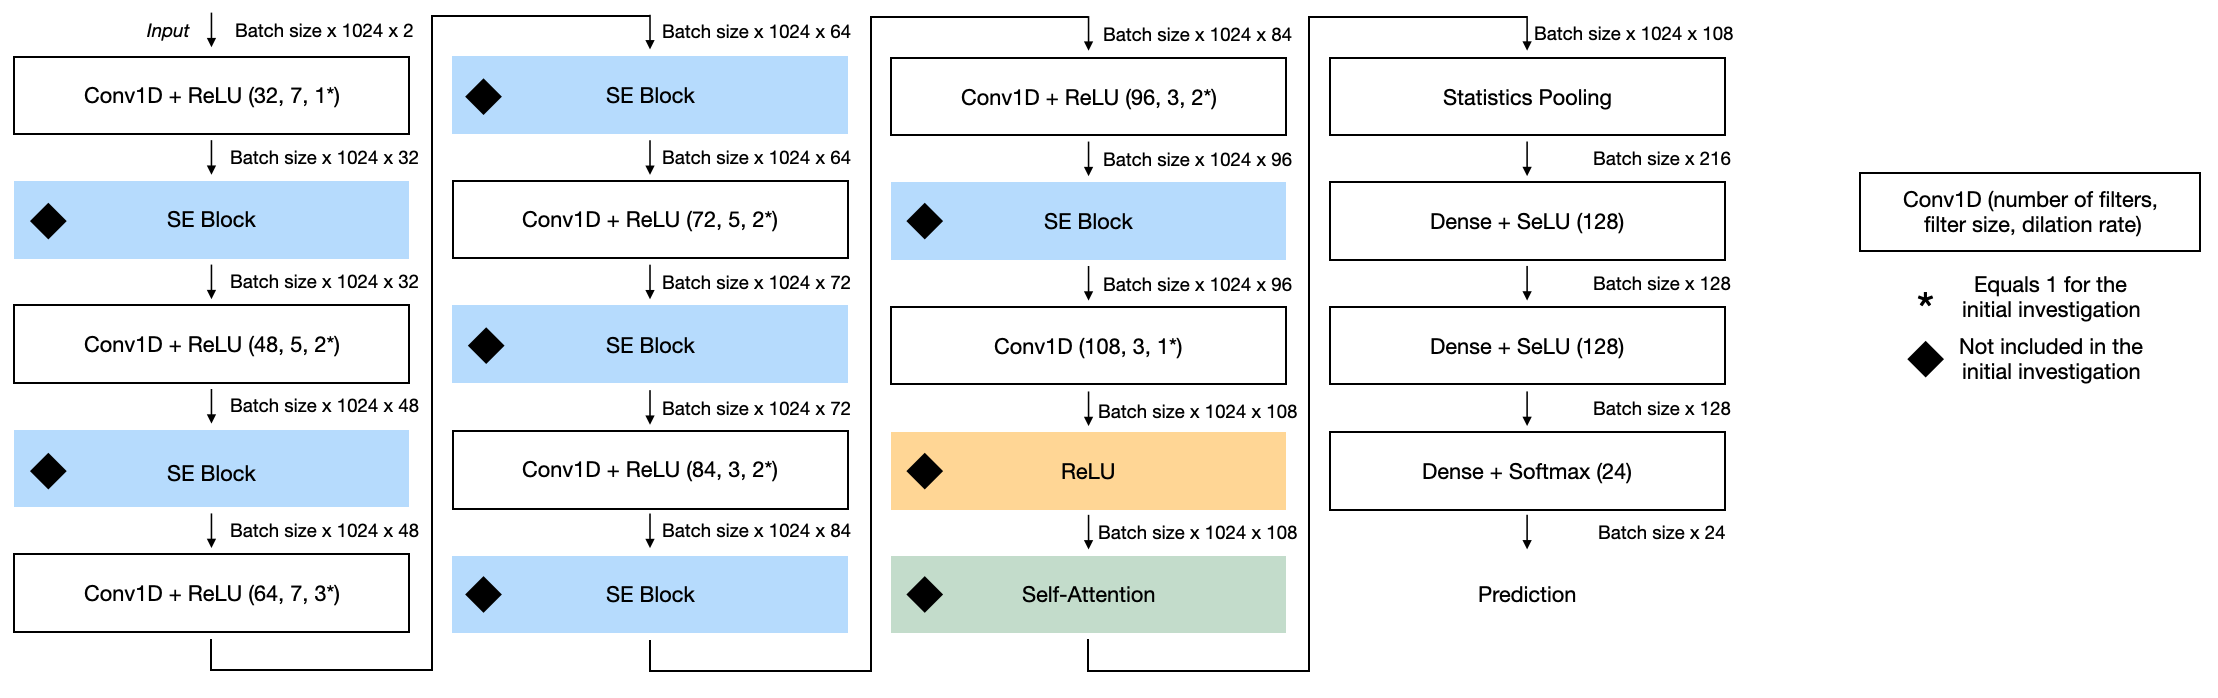 Input
Batch size x 1024 x 2
Conv1D + ReLU (32, 7, 1*)
Batch size x 1024 x 32
SE Block
Batch size x 1024 x 32
Conv1D + ReLU (48, 5, 2*)
Batch size x 1024 x 48
SE Block
Batch size x 1024 x 48
Conv1D + ReLU (64, 7, 3*)
Batch size x 1024 x 64
SE Block
Batch size x 1024 x 64
Conv1D + ReLU (72, 5, 2*)
Batch size x 1024 x 72
SE Block
Batch size x 1024 x 72
Conv1D + ReLU (84, 3, 2*)
Batch size x 1024 x 84
SE Block
Batch size x 1024 x 84
Conv1D + ReLU (96, 3, 2*)
Batch size x 1024 x 96
SE Block
Batch size x 1024 x 96
Conv1D (108, 3, 1*)
Batch size x 1024 x 108
ReLU
Batch size x 1024 x 108
Self-Attention
Batch size x 1024 x 108
Statistics Pooling
Batch size x 216
Dense + SeLU (128)
Batch size x 128
Dense + SeLU (128)
Batch size x 128
Dense + Softmax (24)
Batch size x 24
Prediction
Conv1D (number of filters,
filter size, dilation rate)
* Equals 1 for the
initial investigation
Not included in the
initial investigation